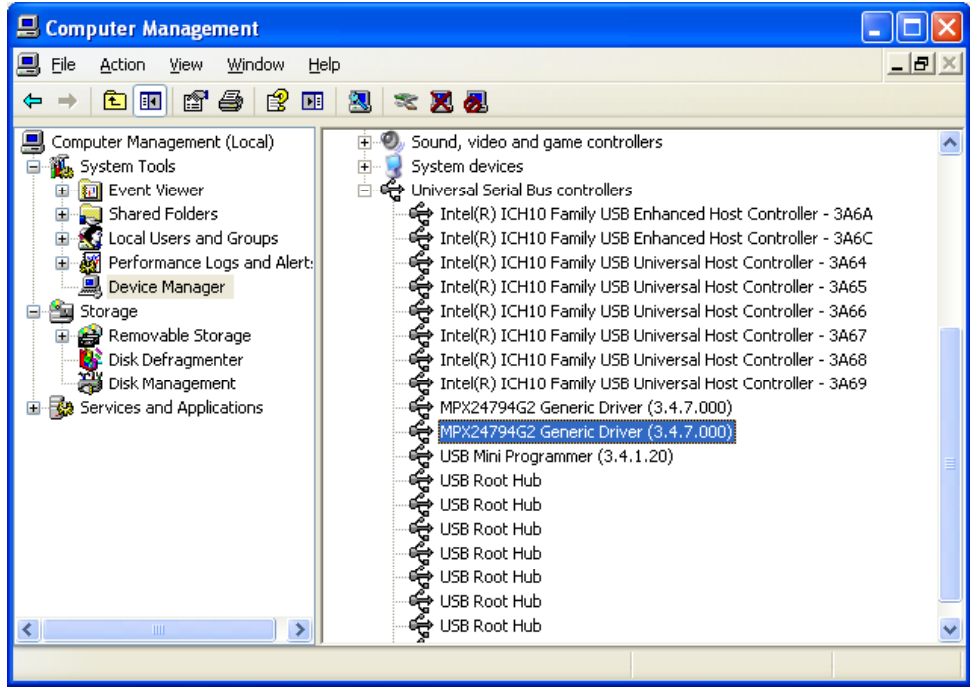 Computer Management
File Action View Window Help
Computer Management (Local)
System Tools
Event Viewer
Shared Folders
Local Users and Groups
Performance Logs and Alert:
Device Manager
Storage
Removable Storage
Disk Defragmenter
Disk Management
Services and Applications
Sound, video and game controllers
System devices
Universal Serial Bus controllers
Intel(R) ICH10 Family USB Enhanced Host Controller - 3A6A
Intel(R) ICH10 Family USB Enhanced Host Controller - 3A6C
Intel(R) ICH10 Family USB Universal Host Controller - 3A64
Intel(R) ICH10 Family USB Universal Host Controller - 3A65
Intel(R) ICH10 Family USB Universal Host Controller - 3A66
Intel(R) ICH10 Family USB Universal Host Controller - 3A67
Intel(R) ICH10 Family USB Universal Host Controller - 3A68
Intel(R) ICH10 Family USB Universal Host Controller - 3A69
MPX24794G2 Generic Driver (3.4.7.000)
MPX24794G2 Generic Driver (3.4.7.000)
USB Mini Programmer (3.4.1.20)
USB Root Hub
USB Root Hub
USB Root Hub
USB Root Hub
USB Root Hub
USB Root Hub
USB Root Hub